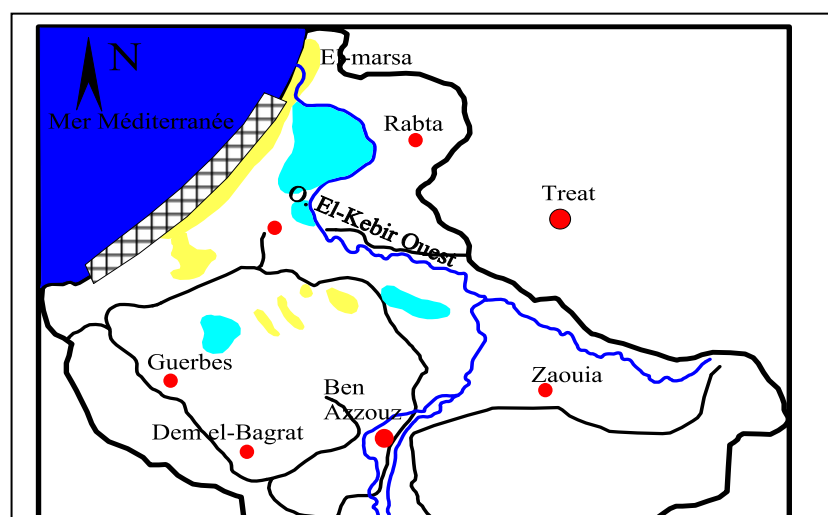 El-marsa
N
Mer Méditerranée
Rabta
Treat
O. El-Kebir Ouest
Guerbes
Zaouia
Ben
Azzouz
Dem el-Bagrat